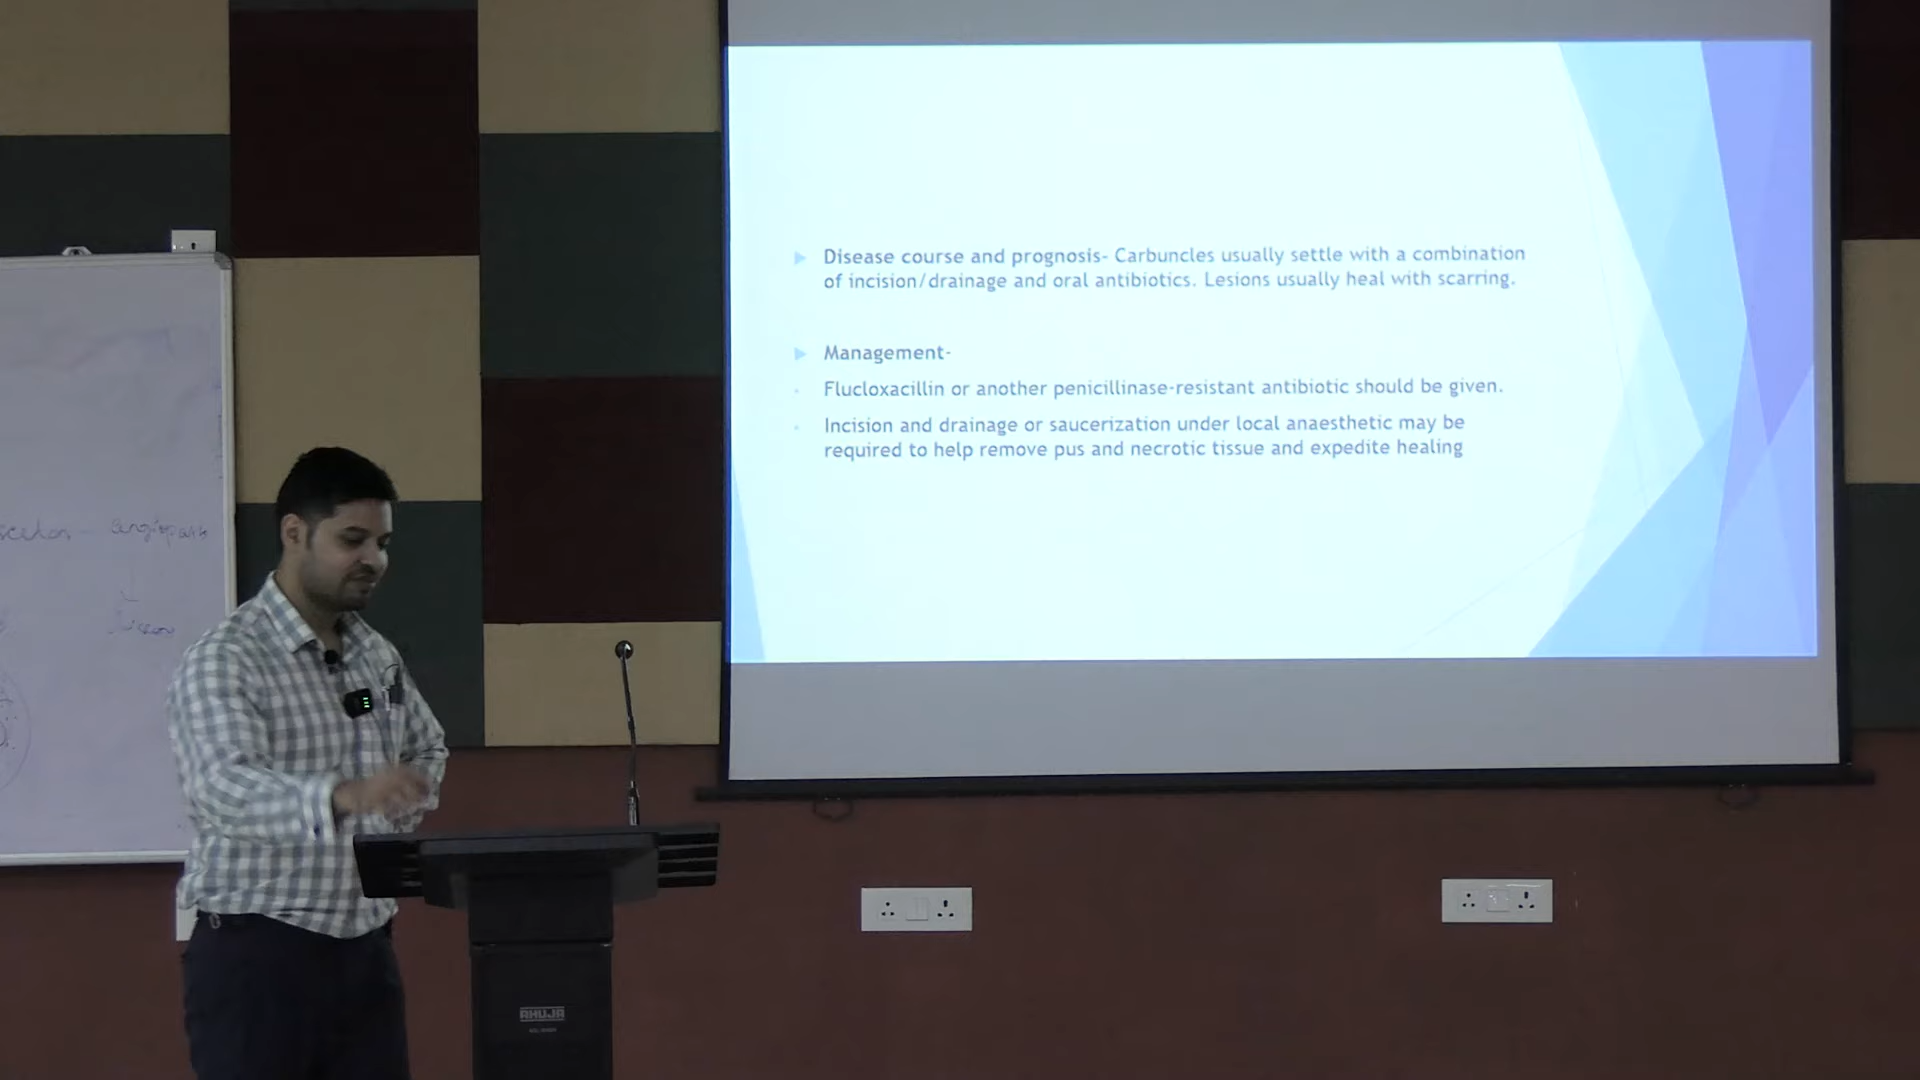 Disease course and prognosis- Carbuncles usually settle with a combination
of incision/drainage and oral antibiotics. Lesions usually heal with scarring.
Management-
Flucloxacillin or another penicillinase-resistant antibiotic should be given.
Incision and drainage or saucerization under local anaesthetic may be
required to help remove pus and necrotic tissue and expedite healing
AHUJA